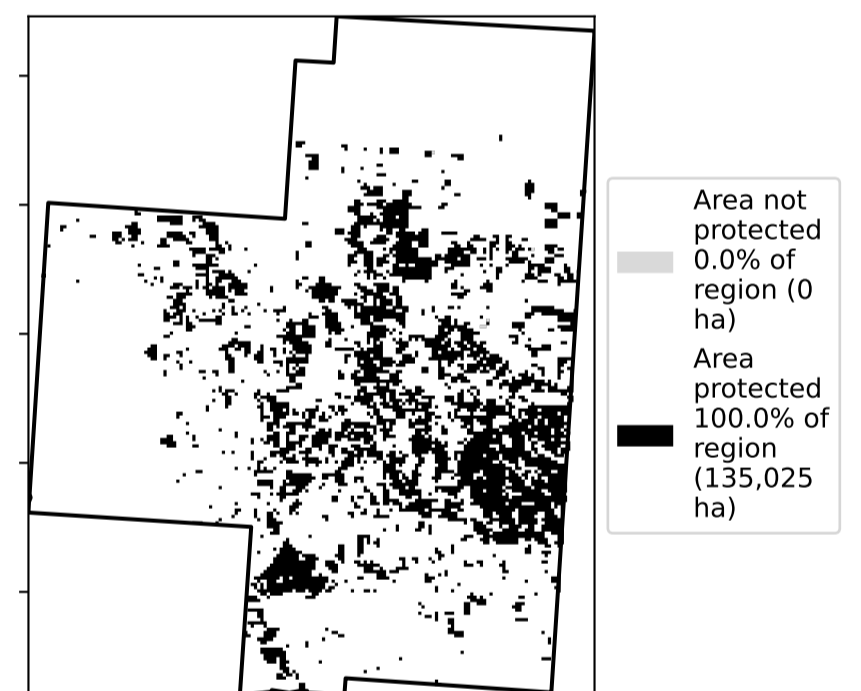 Area not
protected
0.0% of
region (0
ha)
Area
protected
100.0% of
region
(135,025
ha)